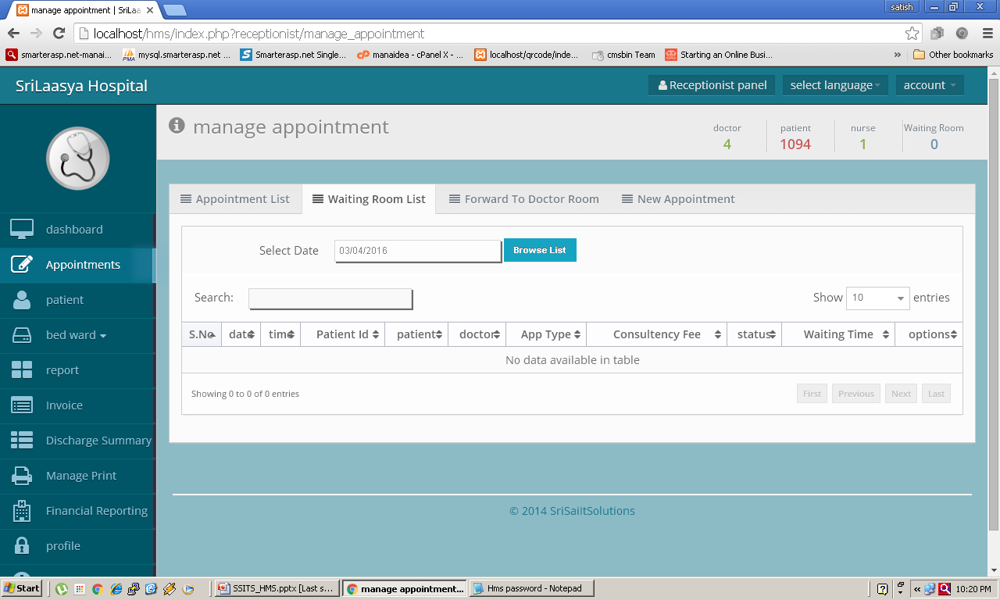 manage appointment | SriLaa
satish
localhost/hms/index.php?receptionist/manage_appointment
smarterasp.net-manai...
mysql.smarterasp.net ...
Smarterasp.net Single...
manaidea - cPanel X - ...
localhost/qrcode/inde...
cmsbin Team
Starting an Online Busi...
»
Other bookmarks
SriLaasya Hospital
Receptionist panel
select language
account
manage appointment
doctor
4
patient
1094
nurse
1
Waiting Room
0
dashboard
Appointments
patient
bed ward
report
Invoice
Discharge Summary
Manage Print
Financial Reporting
profile
Appointment List
Waiting Room List
Forward To Doctor Room
New Appointment
Select Date
03/04/2016
Browse List
Search:
Show 10 entries
S.No date time Patient Id patient doctor App Type Consultency Fee status Waiting Time options
No data available in table
Showing 0 to 0 of 0 entries
First Previous Next Last
© 2014 SriSaiItSolutions
Start
PMA
SSITS_HMS.pptx [Last s...
manage appointment...
Hms password - Notepad
«
10:20 PM